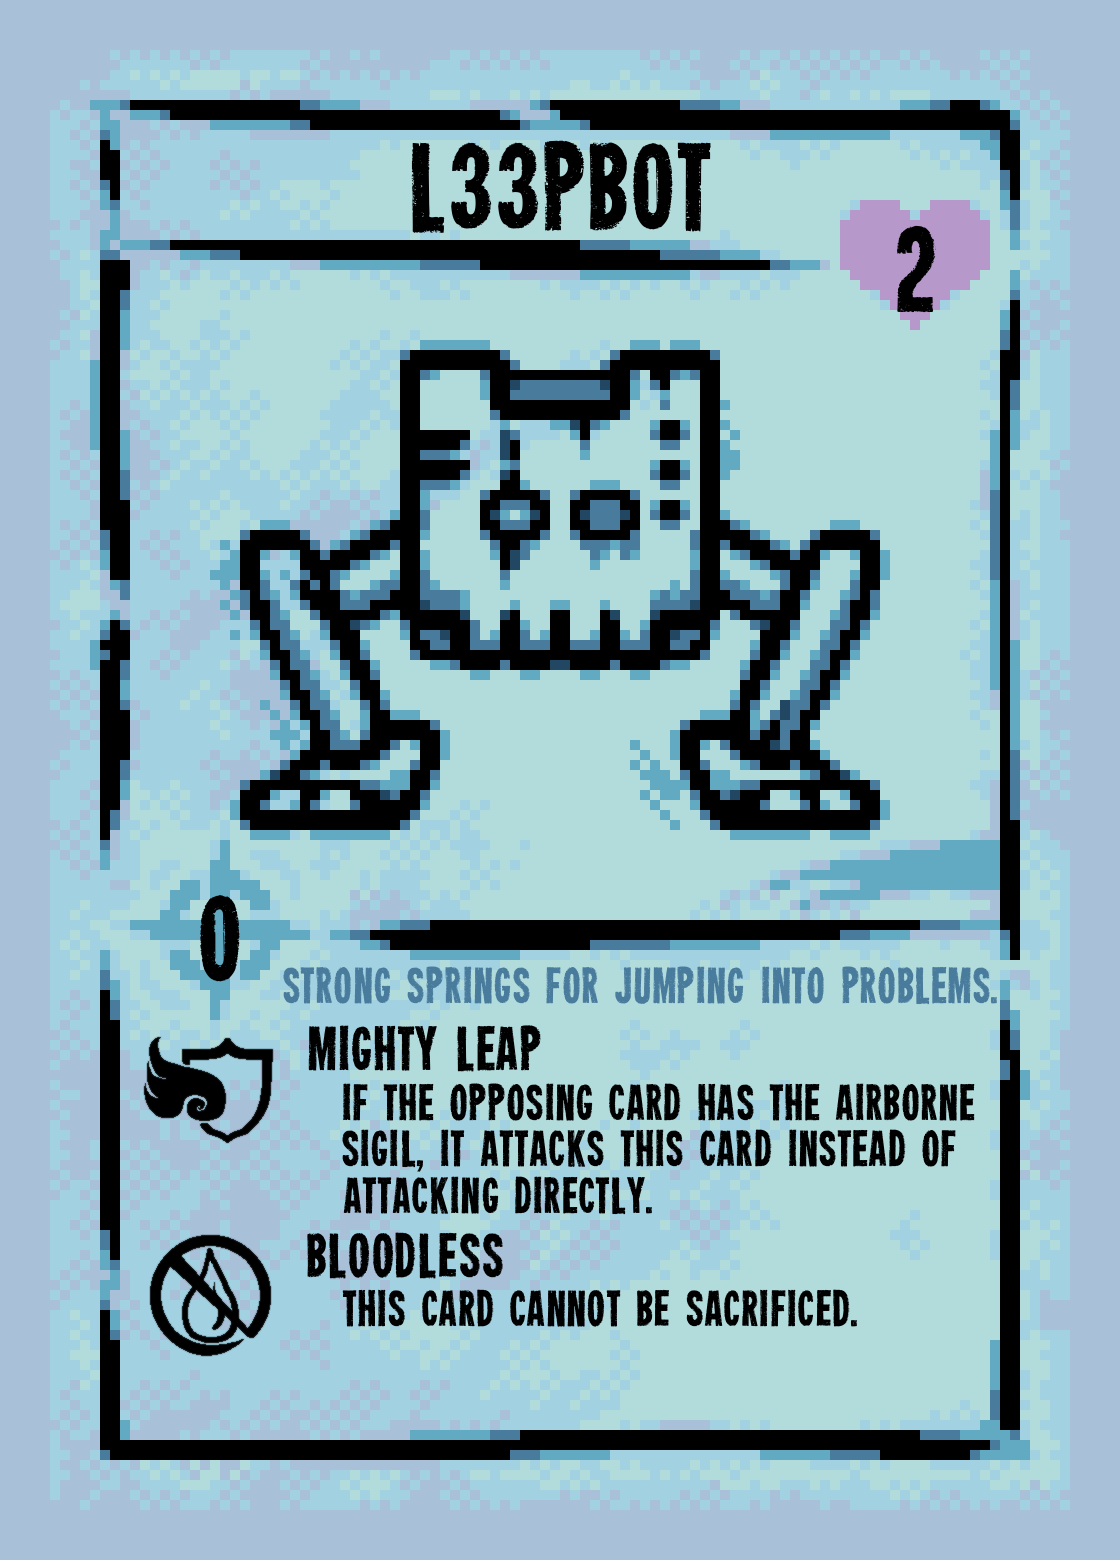 L33PBOT
2
0
STRONG SPRINGS FOR JUMPING INTO PROBLEMS.
MIGHTY LEAP
IF THE OPPOSING CARD HAS THE AIRBORNE
SIGIL, IT ATTACKS THIS CARD INSTEAD OF
ATTACKING DIRECTLY.
BLOODLESS
THIS CARD CANNOT BE SACRIFICED.